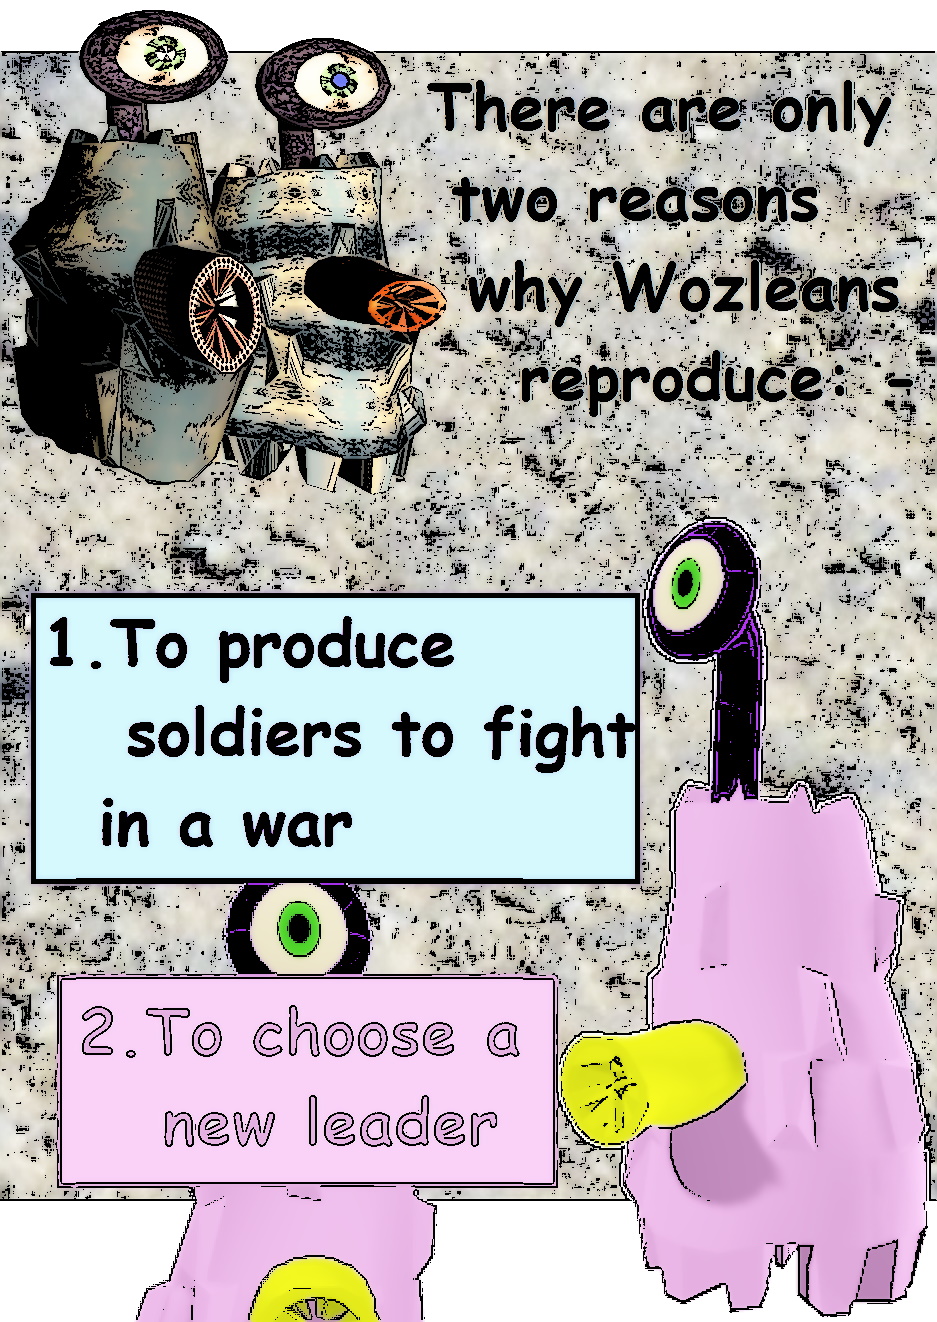 There are only
two reasons
why Wozleans
reproduce: -
1.To produce
soldiers to fight
in a war
2.To choose a
new leader